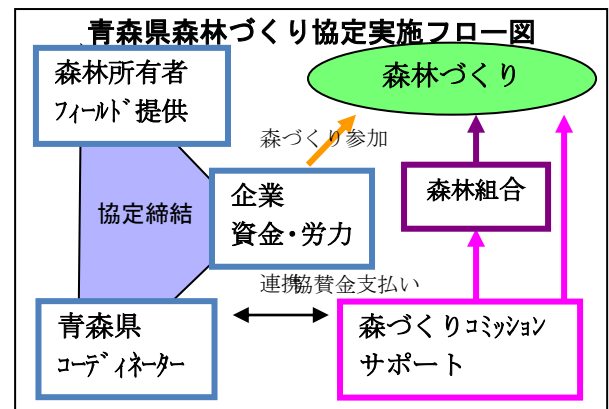 青森県森林づくり協定実施フロー図
森林所有者
ﾌｨｰﾙﾄﾞ提供
森林づくり
森づくり参加
協定締結
企業
資金・労力
森林組合
連携
協賛金支払い
青森県
ｺｰﾃﾞｨﾈｰﾀｰ
森づくりｺﾐｯｼｮﾝ
サポート